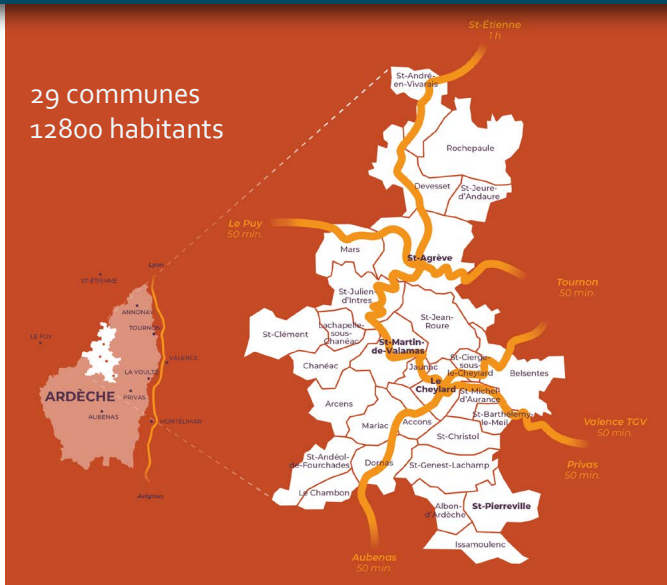 St-Étienne
1 h
29 communes
12800 habitants
St-André-
en-Vivarais
Rochepaule
Devesset
St-Jeure-
d'Andaure
Le Puy
50 min.
Mars
St-Agrève
Tournon
50 min.
St-Julien-
d'Intres
St-Jean-
Roure
St-Clément
Lachapelle-
sous-
Chanéac
St-Martin-
de-Valamas
Chanéac
Jaunac
St-Cierge-
sous-
le-Cheylard
Le
Cheylard
Belsentes
St-Michel-
d'Aurance
St-Barthélemy-
le-Meil
Arcens
Mariac
Accons
St-Christol
Valence TGV
50 min.
Privas
50 min.
St-Andéol-
de-Fourchades
Dornas
St-Genest-Lachamp
Le Chambon
Albon-
d'Ardèche
St-Pierreville
Issamoulenc
Aubenas
50 min.
Lyon
ST-ÉTIENNE
ANNONAY
TOURNON
LE PUY
VALENCE
LA VOULTE
ARDÈCHE
PRIVAS
AUBENAS
MONTÉLIMAR
Avignon